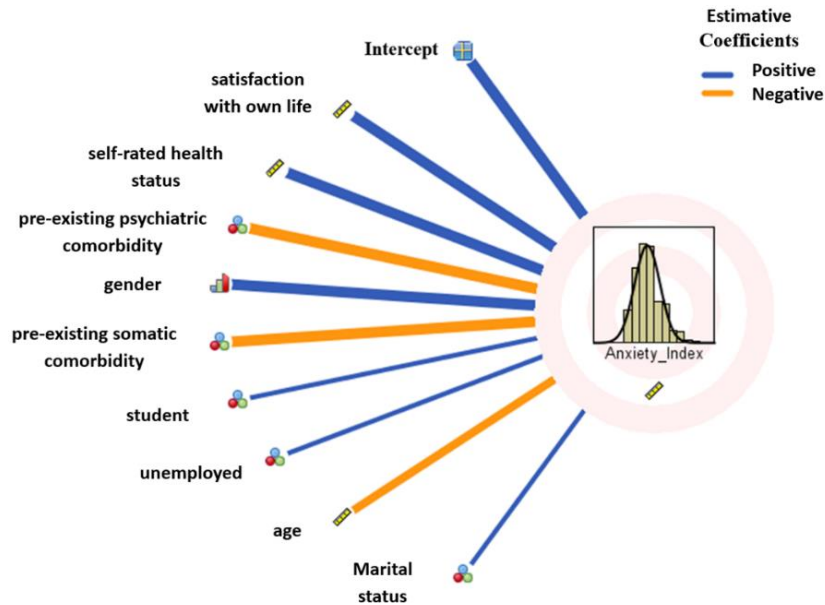 Estimative
Coefficients
Positive
Negative
Intercept
satisfaction
with own life
self-rated health
status
pre-existing psychiatric
comorbidity
gender
pre-existing somatic
comorbidity
student
unemployed
age
Marital
status
Anxiety_Index